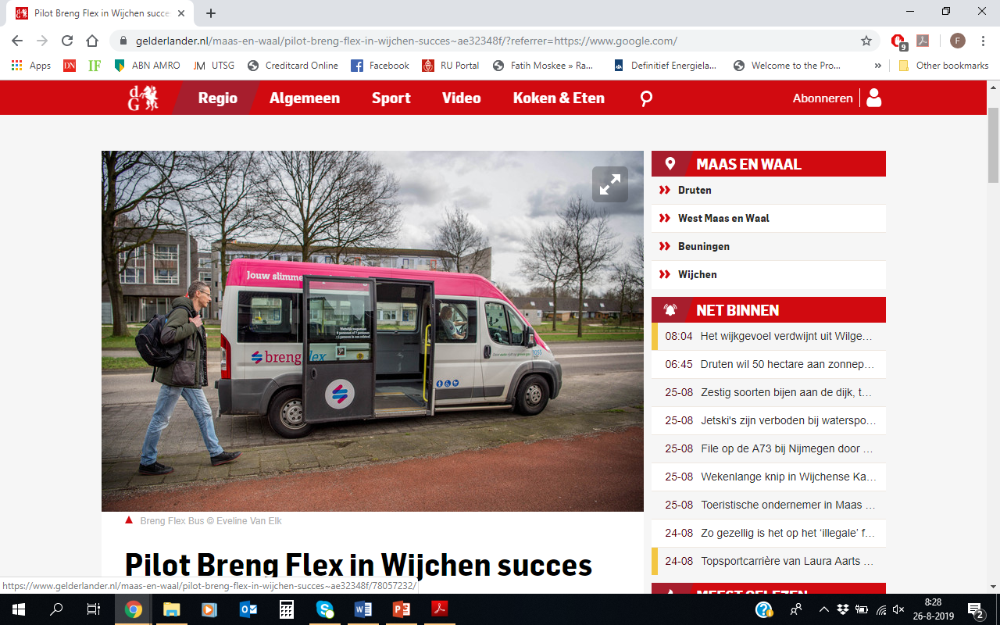 Pilot Breng Flex in Wijchen succe
gelderlander.nl/maas-en-waal/pilot-breng-flex-in-wijchen-succes~ae32348f/?referrer=https://www.google.com/
9
F
Apps
DN
IF
ABN AMRO
JM
UTSG
Creditcard Online
Facebook
RU Portal
Fatih Moskee » Ra...
Definitief Energiela...
Welcome to the Pro...
»
Other bookmarks
dG
Regio
Algemeen
Sport
Video
Koken & Eten
Abonneren
Jouw slimme
breng flex
1055
Breng Flex Bus © Eveline Van Elk
Pilot Breng Flex in Wijchen succes
https://www.gelderlander.nl/maas-en-waal/pilot-breng-flex-in-wijchen-succes~ae32348f/78057232/
MAAS EN WAAL
Druten
West Maas en Waal
Beuningen
Wijchen
NET BINNEN
08:04 Het wijkgevoel verdwijnt uit Wilge...
06:45 Druten wil 50 hectare aan zonnep...
25-08 Zestig soorten bijen aan de dijk, t...
25-08 Jetski's zijn verboden bij waterspo...
25-08 File op de A73 bij Nijmegen door ...
25-08 Wekenlange knip in Wijchense Ka...
25-08 Toeristische ondernemer in Maas ...
24-08 Zo gezellig is het op het ‘illegale’ f...
24-08 Topsportcarrière van Laura Aarts ...
MEEST GELEZEN
8:28
26-8-2019
2